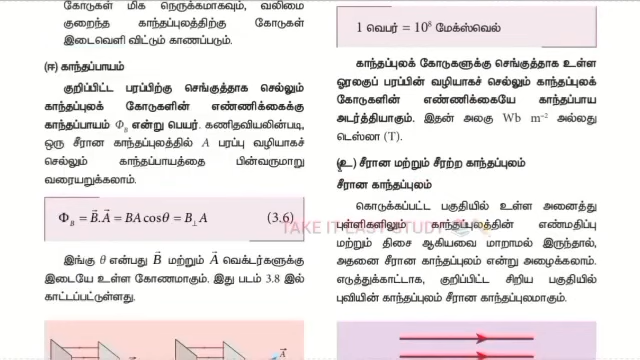 கோடுகள் மிக நெருக்கமாகவும், வலிமை
குறைந்த காந்தப்புலத்திற்கு கோடுகள்
இடைவெளி விட்டும் காணப்படும்.
(ஈ) காந்தப்பாயம்
குறிப்பிட்ட பரப்பிற்கு செங்குத்தாக செல்லும்
காந்தப்புலக் கோடுகளின் எண்ணிக்கைக்கு
காந்தப்பாயம் Φ_B என்று பெயர். கணிதவியலின்படி,
ஒரு சீரான காந்தப்புலத்தில் A பரப்பு வழியாகச்
செல்லும் காந்தப்பாயத்தை பின்வருமாறு
வரையறுக்கலாம்.
Φ_B = B⃗.A⃗ = BA cosθ = B_⊥ A (3.6)
இங்கு θ என்பது B⃗ மற்றும் A⃗ வெக்டர்களுக்கு
இடையே உள்ள கோணமாகும். இது படம் 3.8 இல்
காட்டப்பட்டுள்ளது.
A⃗
1 வெபர் = 10⁸ மேக்ஸ்வெல்
காந்தப்புலக் கோடுகளுக்கு செங்குத்தாக உள்ள
ஓரலகுப் பரப்பின் வழியாகச் செல்லும் காந்தப்புலக்
கோடுகளின் எண்ணிக்கையே காந்தப்பாய
அடர்த்தியாகும். இதன் அலகு Wb m⁻² அல்லது
டெஸ்லா (T).
(உ) சீரான மற்றும் சீரற்ற காந்தப்புலம்
சீரான காந்தப்புலம்
கொடுக்கப்பட்ட பகுதியில் உள்ள அனைத்து
புள்ளிகளிலும் காந்தப்புலத்தின் எண்மதிப்பு
மற்றும் திசை ஆகியவை மாறாமல் இருந்தால்,
அதனை சீரான காந்தப்புலம் என்று அழைக்கலாம்.
எடுத்துக்காட்டாக, குறிப்பிட்ட சிறிய பகுதியில்
புவியின் காந்தப்புலம் சீரான காந்தப்புலமாகும்.
TAKE IT EASY STUDY